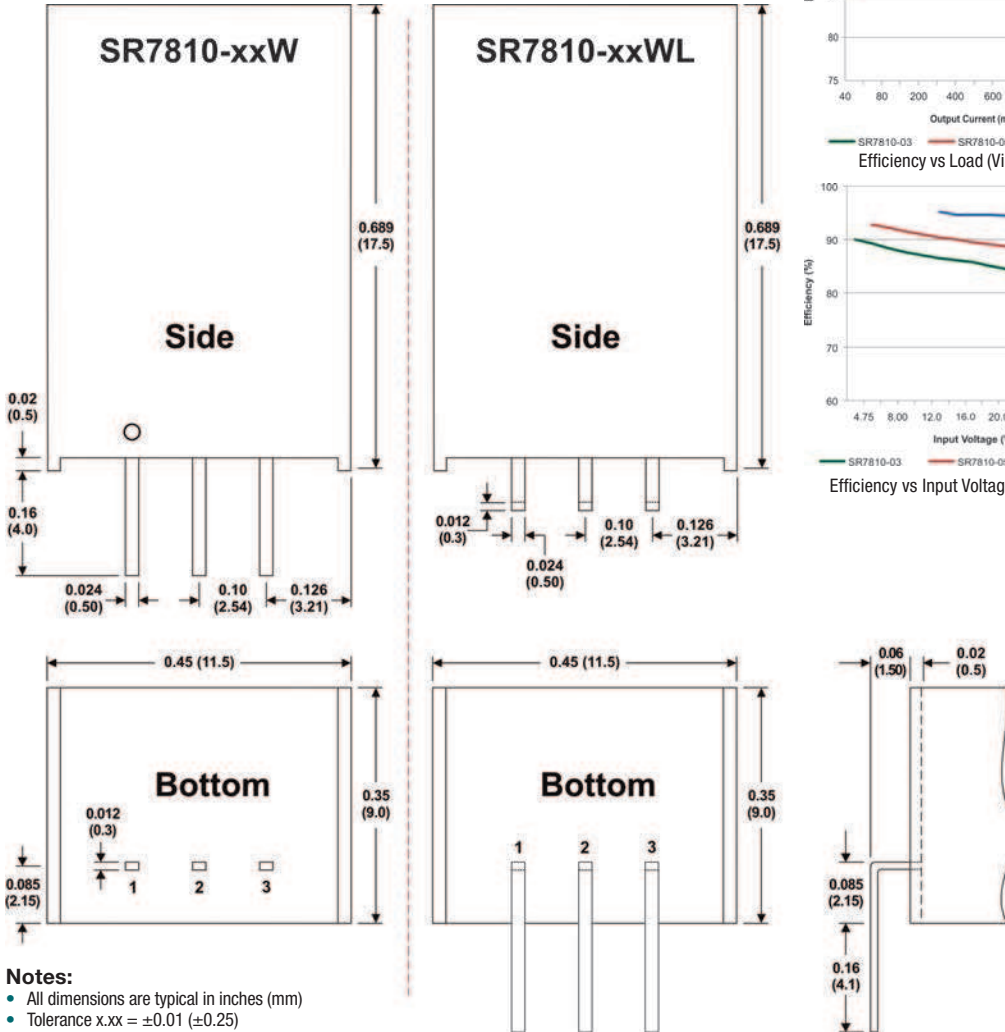 SR7810-xxW
0.689
(17.5)
Side
0.02
(0.5)
0.16
(4.0)
0.024
(0.50)
0.10
(2.54)
0.126
(3.21)
SR7810-xxWL
0.689
(17.5)
Side
0.012
(0.3)
0.024
(0.50)
0.10
(2.54)
0.126
(3.21)
80
75
40 80 200 400 600
Output Current
SR7810-03
Efficiency vs Load
100
90
80
70
60
Efficiency (%)
4.75 8.00 12.0 16.0
Input Voltage
SR7810-03
Efficiency vs Input
0.45 (11.5)
Bottom
0.35
(9.0)
0.012
(0.3)
0.085
(2.15)
1 2 3
0.45 (11.5)
Bottom
0.35
(9.0)
1 2 3
0.06
(1.50)
0.02
(0.5)
0.085
(2.15)
0.16
(4.1)
Notes:
• All dimensions are typical in inches (mm)
• Tolerance x.xx = ±0.01 (±0.25)